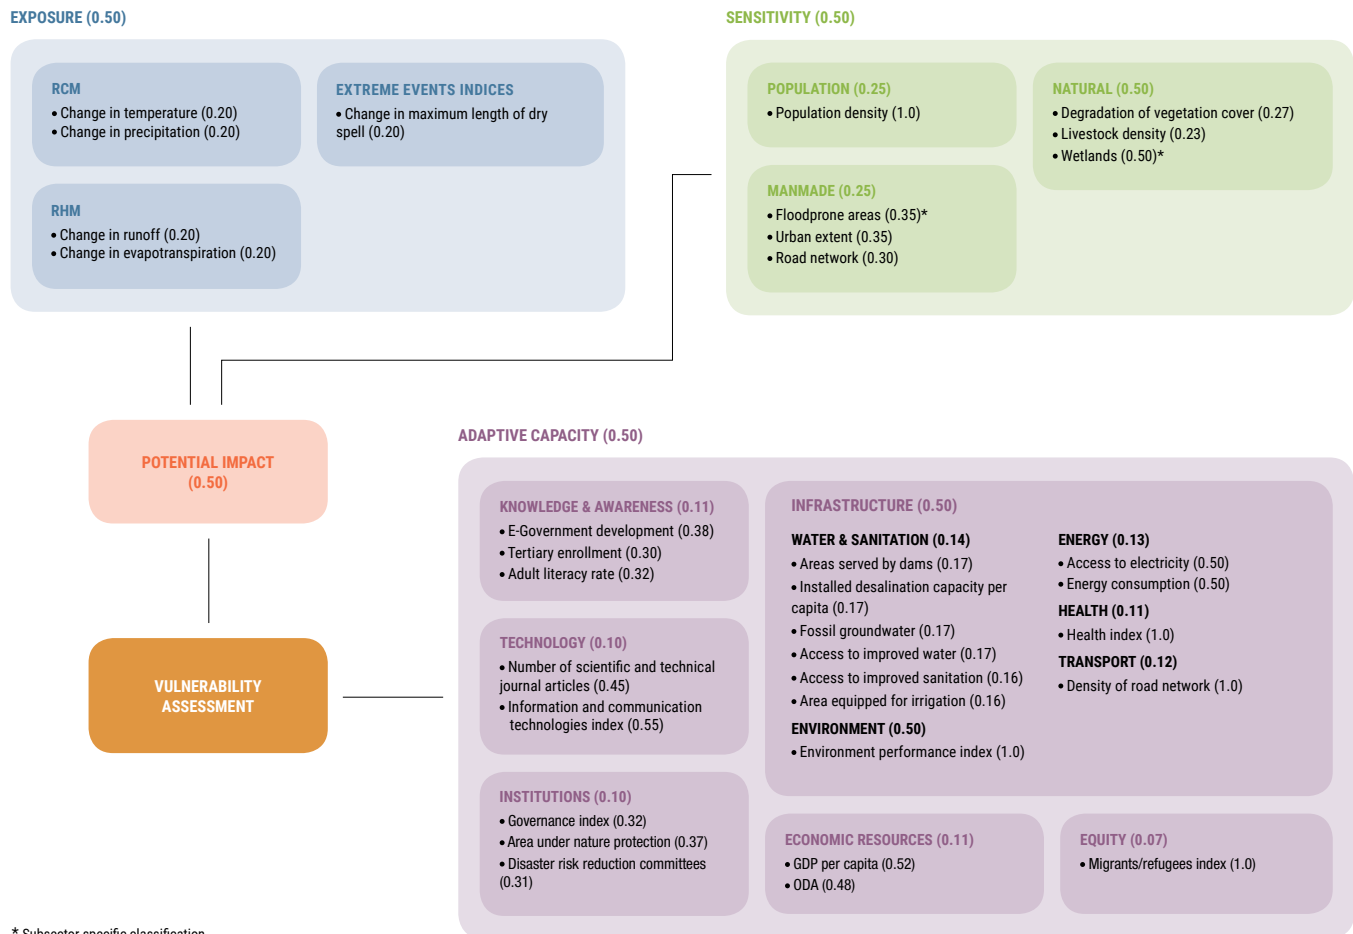 EXPOSURE (0.50)
RCM
• Change in temperature (0.20)
• Change in precipitation (0.20)
EXTREME EVENTS INDICES
• Change in maximum length of dry
spell (0.20)
RHM
• Change in runoff (0.20)
• Change in evapotranspiration (0.20)
SENSITIVITY (0.50)
POPULATION (0.25)
• Population density (1.0)
NATURAL (0.50)
• Degradation of vegetation cover (0.27)
• Livestock density (0.23)
• Wetlands (0.50)*
MANMADE (0.25)
• Floodprone areas (0.35)*
• Urban extent (0.35)
• Road network (0.30)
POTENTIAL IMPACT
(0.50)
VULNERABILITY
ASSESSMENT
ADAPTIVE CAPACITY (0.50)
KNOWLEDGE & AWARENESS (0.11)
• E-Government development (0.38)
• Tertiary enrollment (0.30)
• Adult literacy rate (0.32)
TECHNOLOGY (0.10)
• Number of scientific and technical
journal articles (0.45)
• Information and communication
technologies index (0.55)
INSTITUTIONS (0.10)
• Governance index (0.32)
• Area under nature protection (0.37)
• Disaster risk reduction committees
(0.31)
INFRASTRUCTURE (0.50)
WATER & SANITATION (0.14)
• Areas served by dams (0.17)
• Installed desalination capacity per
capita (0.17)
• Fossil groundwater (0.17)
• Access to improved water (0.17)
• Access to improved sanitation (0.16)
• Area equipped for irrigation (0.16)
ENVIRONMENT (0.50)
• Environment performance index (1.0)
ENERGY (0.13)
• Access to electricity (0.50)
• Energy consumption (0.50)
HEALTH (0.11)
• Health index (1.0)
TRANSPORT (0.12)
• Density of road network (1.0)
ECONOMIC RESOURCES (0.11)
• GDP per capita (0.52)
• ODA (0.48)
EQUITY (0.07)
• Migrants/refugees index (1.0)
* Subsector specific classification